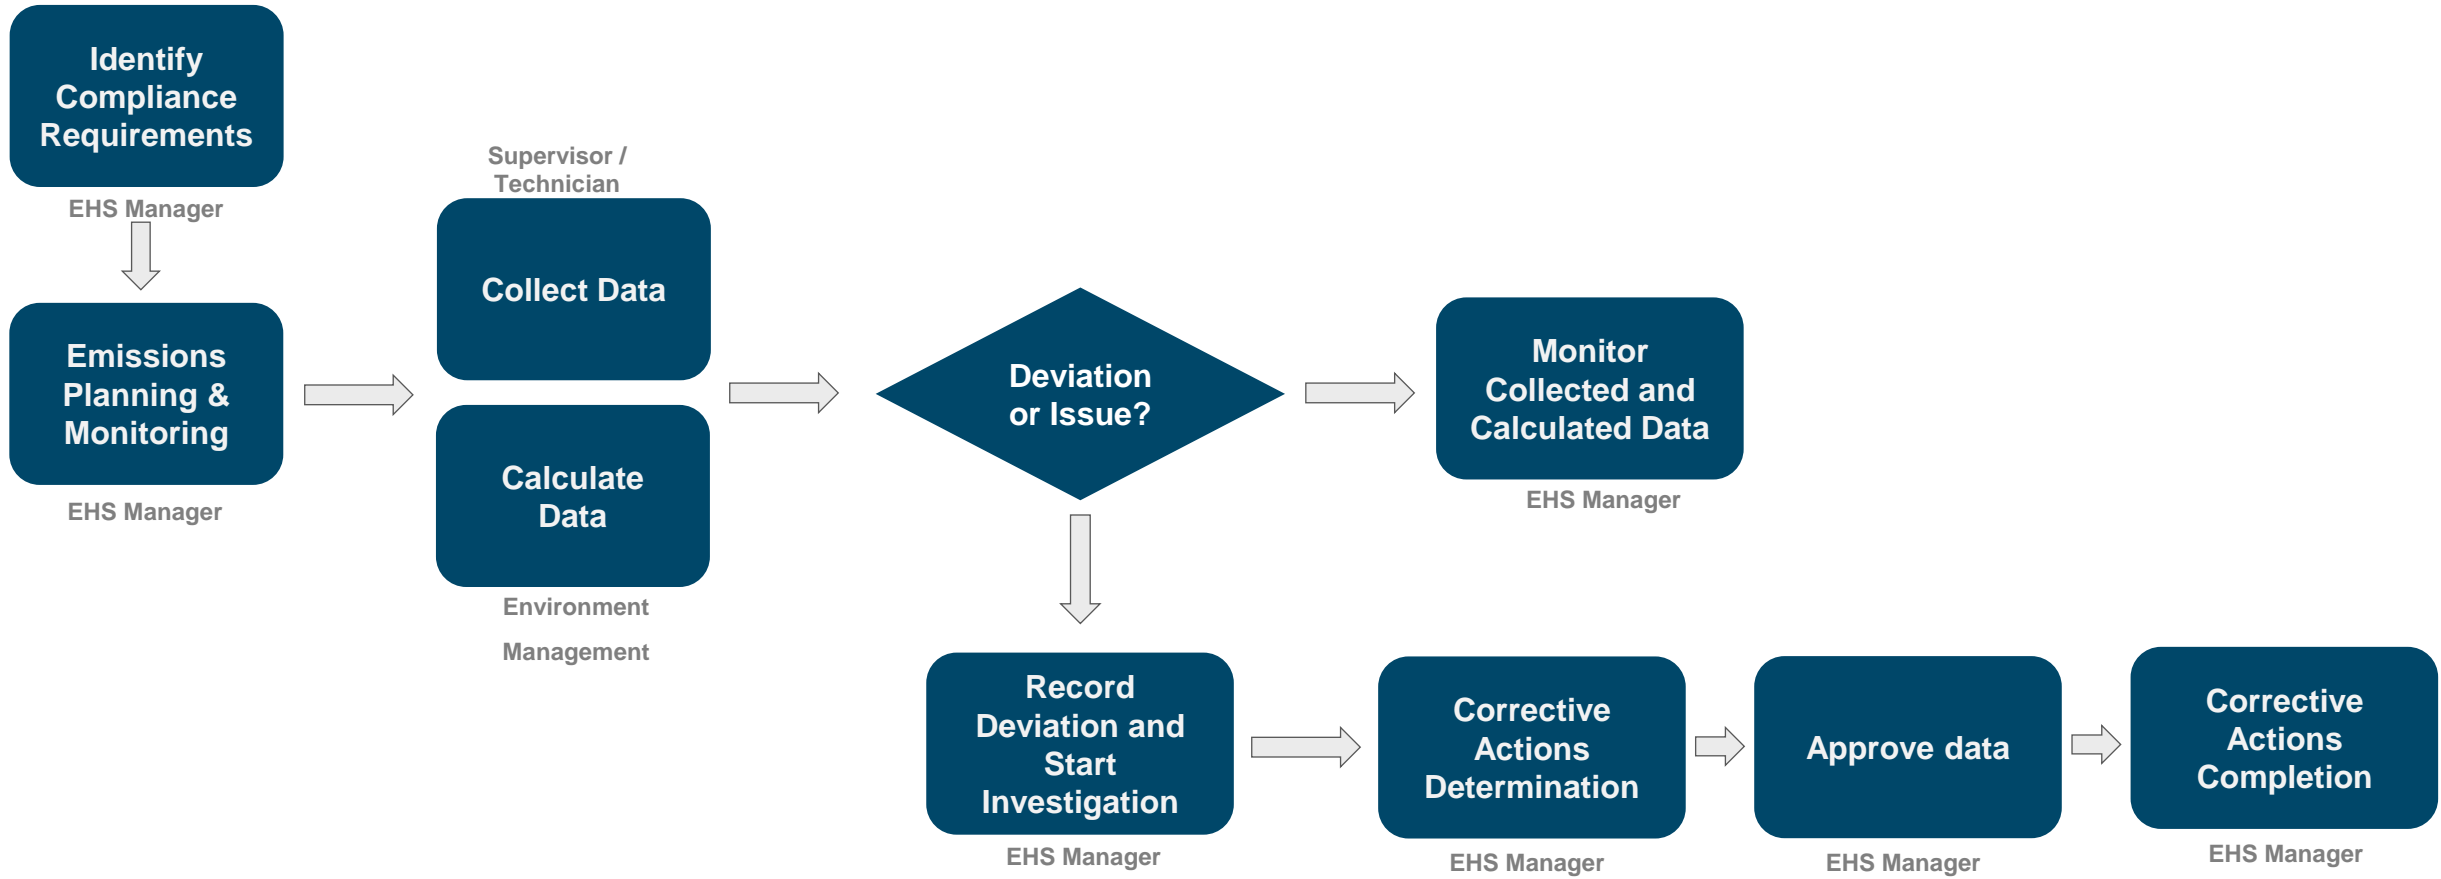 Identify
Compliance
Requirements
EHS Manager
Emissions
Planning &
Monitoring
EHS Manager
Supervisor /
Technician
Collect Data
Calculate
Data
Environment
Management
Deviation
or Issue?
Monitor
Collected and
Calculated Data
EHS Manager
Record
Deviation and
Start
Investigation
EHS Manager
Corrective
Actions
Determination
EHS Manager
Approve data
EHS Manager
Corrective
Actions
Completion
EHS Manager